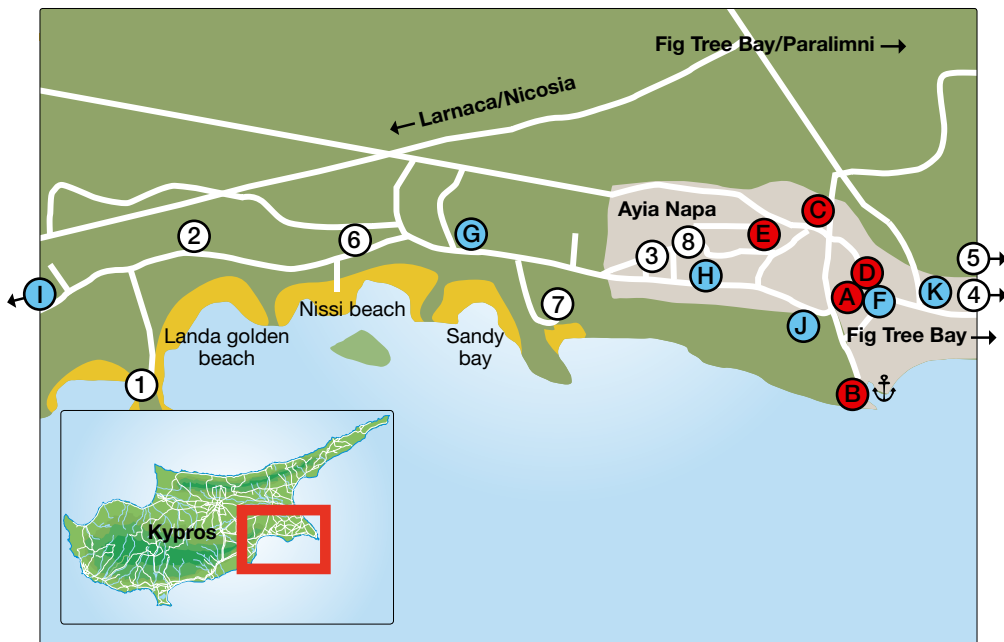 Fig Tree Bay/Paralimni →
← Larnaca/Nicosia
Ayia Napa
C
E
G
2
6
8
3
5
I
H
D
K
4
A
F
7
J
Nissi beach
Landa golden
beach
Sandy
bay
Fig Tree Bay →
1
B
Kypros